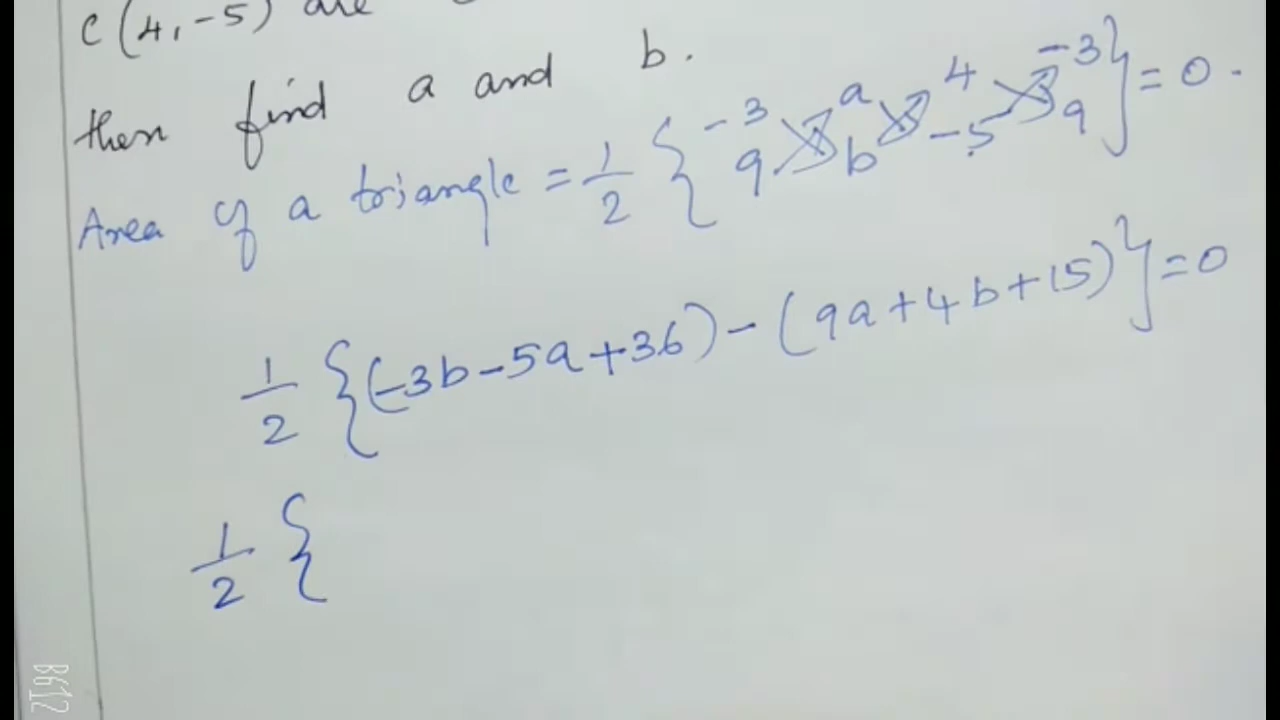 C(4,-5) are
then find a and b.
Area of a triangle = 1/2 { -3 a 4 -3 } = 0.
9 b -5 9
1/2 {(-3b-5a+36)-(9a+4b+15)}=0
1/2 {
B612